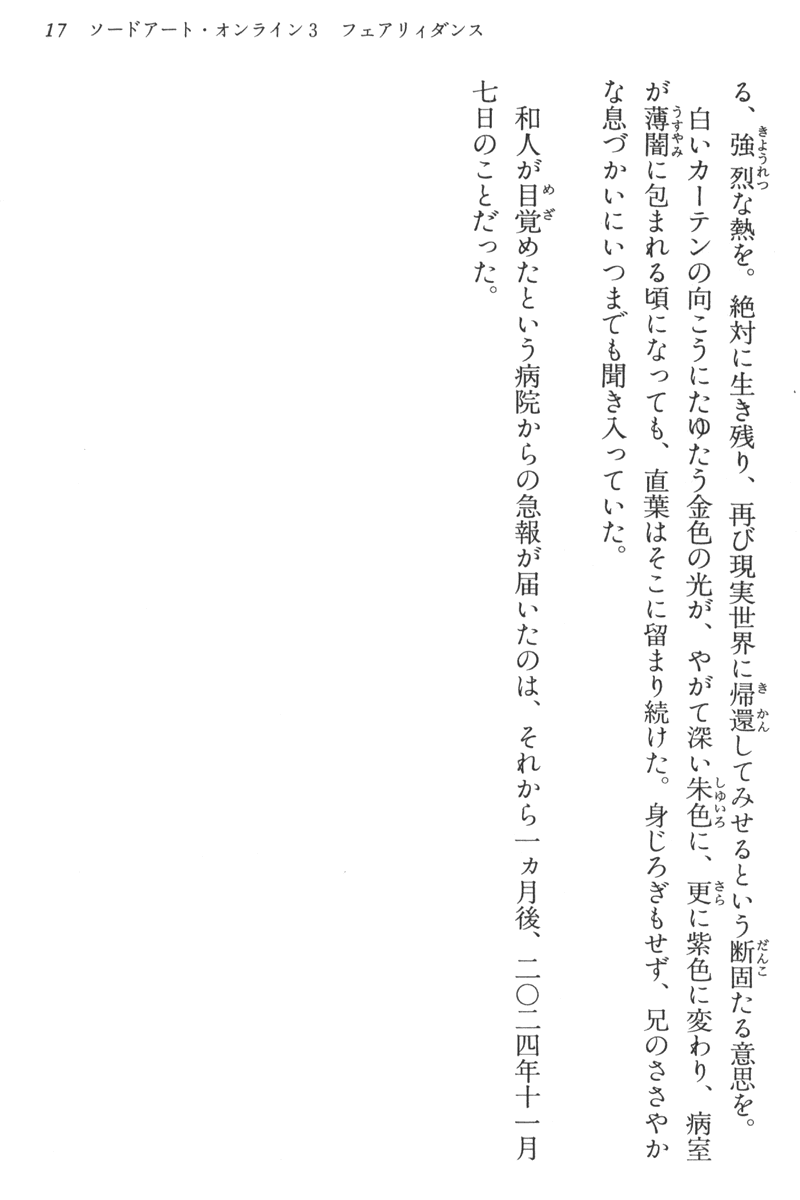 17 ソードアート・オンライン3 フェアリィダンス
る、強烈な熱を。絶対に生き残り、再び現実世界に帰還してみせるという断固たる意思を。
白いカーテンの向こうにたゆたう金色の光が、やがて深い朱色に、更に紫色に変わり、病室
が薄闇に包まれる頃になっても、直葉はそこに留まり続けた。身じろぎもせず、兄のささやか
な息づかいにいつまでも聞き入っていた。
和人が目覚めたという病院からの急報が届いたのは、それから一ヵ月後、二〇二四年十一月
七日のことだった。